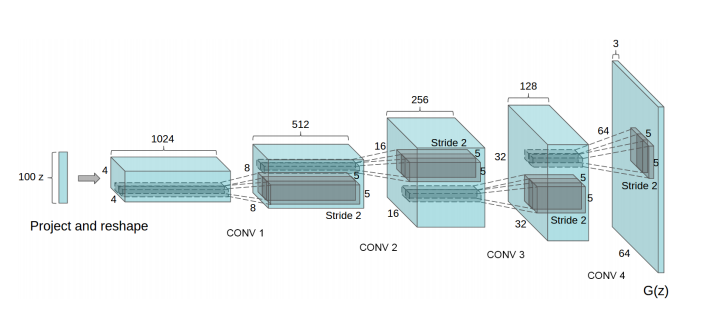 100 z
Project and reshape
1024
4
4
CONV 1
512
8
8
5
5
Stride 2
CONV 2
256
16
16
Stride 2
5
5
CONV 3
128
32
32
5
5
Stride 2
CONV 4
3
64
64
5
5
Stride 2
G(z)